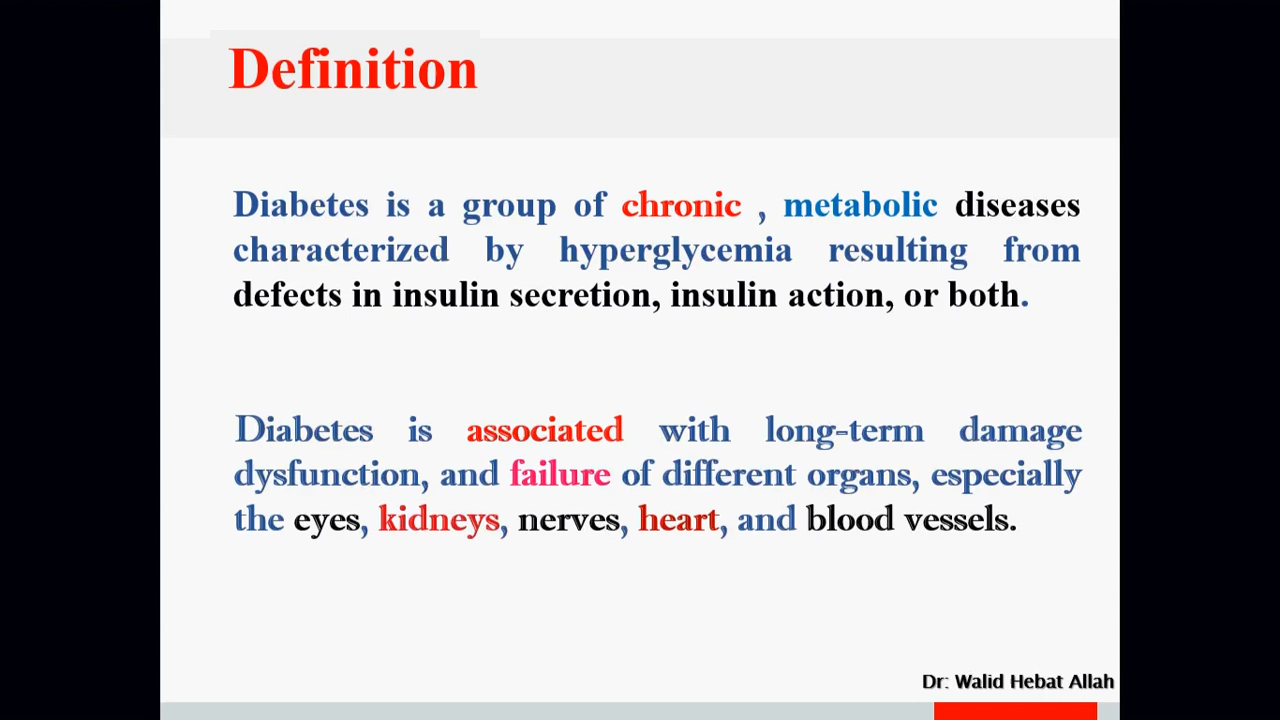 Definition
Diabetes is a group of chronic , metabolic diseases
characterized by hyperglycemia resulting from
defects in insulin secretion, insulin action, or both.
Diabetes is associated with long-term damage
dysfunction, and failure of different organs, especially
the eyes, kidneys, nerves, heart, and blood vessels.
Dr: Walid Hebat Allah